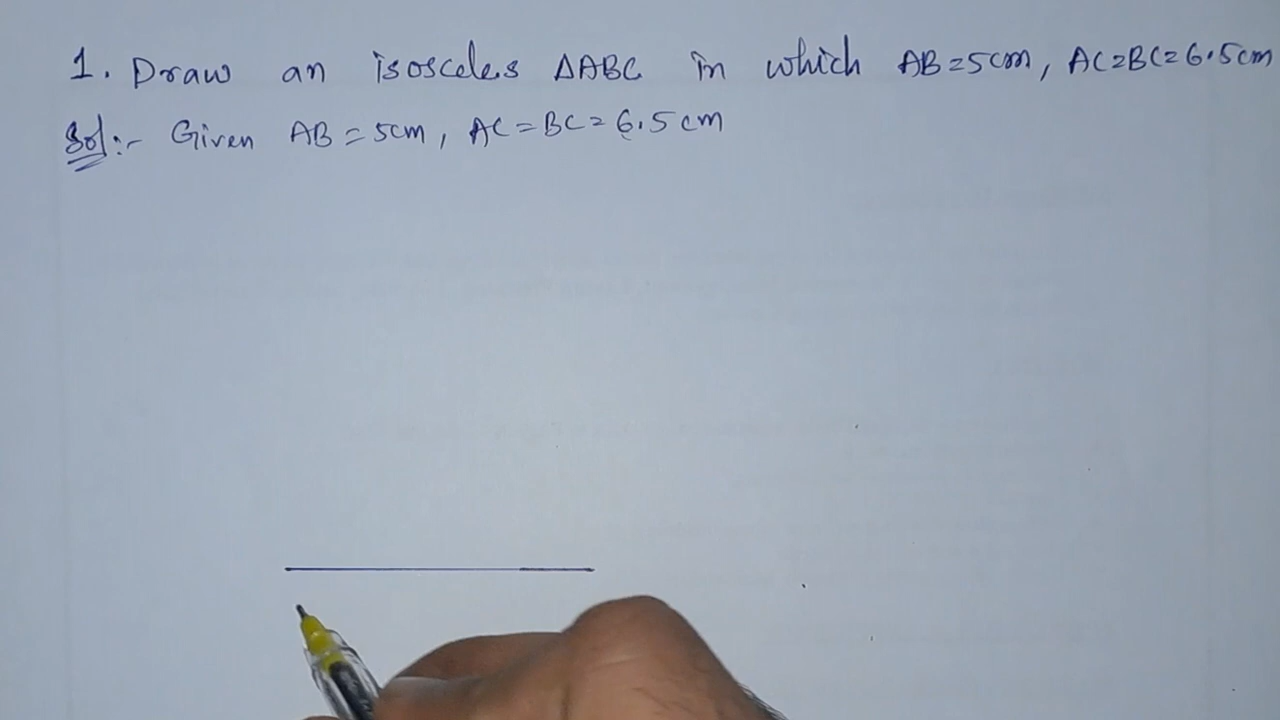 1. Draw an isosceles ΔABC in which AB=5cm, AC=BC=6.5cm
Sol:- Given AB=5cm, AC=BC=6.5cm